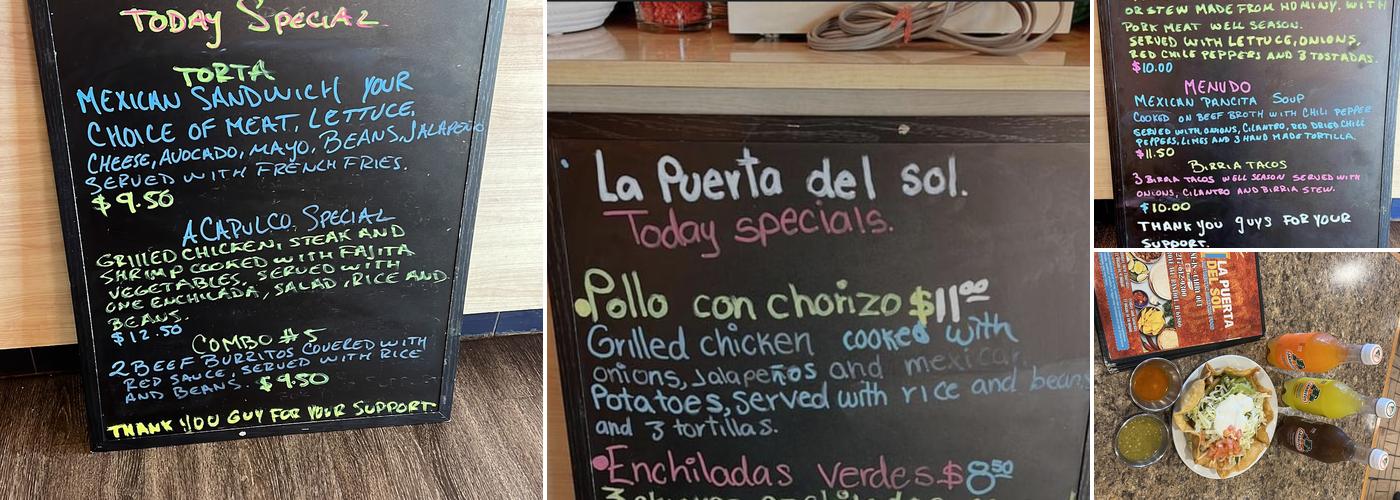 Today Special
TORTA
MEXICAN SANDWICH YOUR
CHOICE OF MEAT, LETTUCE,
CHEESE, AVOCADO, MAYO, BEANS, JALAPEÑO
SERVED WITH FRENCH FRIES.
$9.50
ACAPULCO SPECIAL
GRILLED CHICKEN, STEAK AND
SHRIMP COOKED WITH FAJITA
VEGETABLES. SERVED WITH
ONE ENCHILADA, SALAD, RICE AND
BEANS.
$12.50
COMBO #5
2 BEEF BURRITOS COVERED WITH
RED SAUCE, SERVED WITH RICE
AND BEANS. $9.50
THANK YOU GUY FOR YOUR SUPPORT.
La Puerta del sol.
Today specials.
Pollo con chorizo $11.00
Grilled chicken cooked with
onions, Jalapeños and mexican
Potatoes, served with rice and beans
and 3 tortillas.
Enchiladas verdes $8.50
OR STEW MADE FROM HOMINY. WITH
PORK MEAT WELL SEASON.
SERVED WITH LETTUCE, ONIONS,
RED CHILE PEPPERS AND 3 TOSTADAS.
$10.00
MENUDO
MEXICAN PANCITA SOUP
COOKED ON BEEF BROTH WITH CHILI PEPPER
SERVED WITH, ONIONS, CILANTRO, RED DRIED CHILE
PEPPERS, LIMES AND 3 HAND MADE TORTILLA.
$11.50
BIRRIA TACOS
3 BIRRIA TACOS WELL SEASON SERVED WITH
ONIONS, CILANTRO AND BIRRIA STEW.
$10.00
THANK YOU GUYS FOR YOUR
SUPPORT.
LA PUERTA
DEL SOL